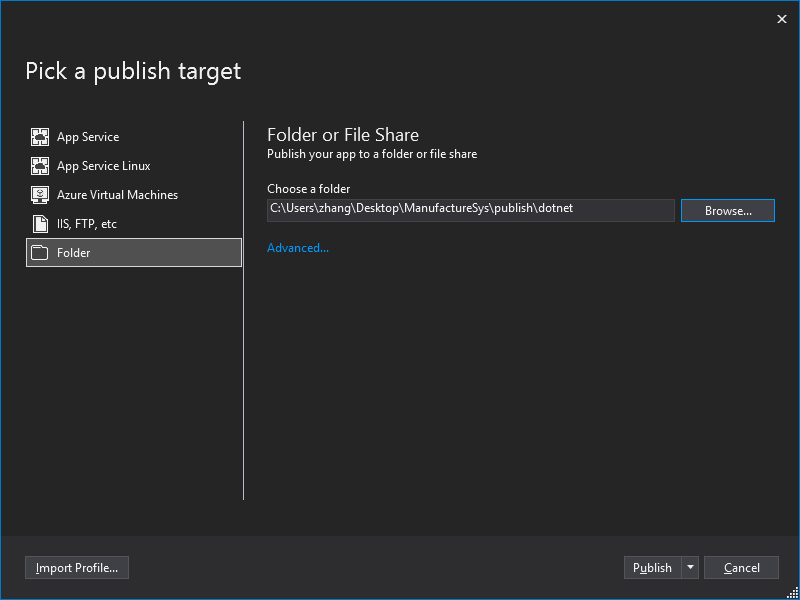 Pick a publish target
App Service
App Service Linux
Azure Virtual Machines
IIS, FTP, etc
Folder
Folder or File Share
Publish your app to a folder or file share
Choose a folder
C:\Users\zhang\Desktop\ManufactureSys\publish\dotnet
Browse...
Advanced...
Import Profile...
Publish
Cancel